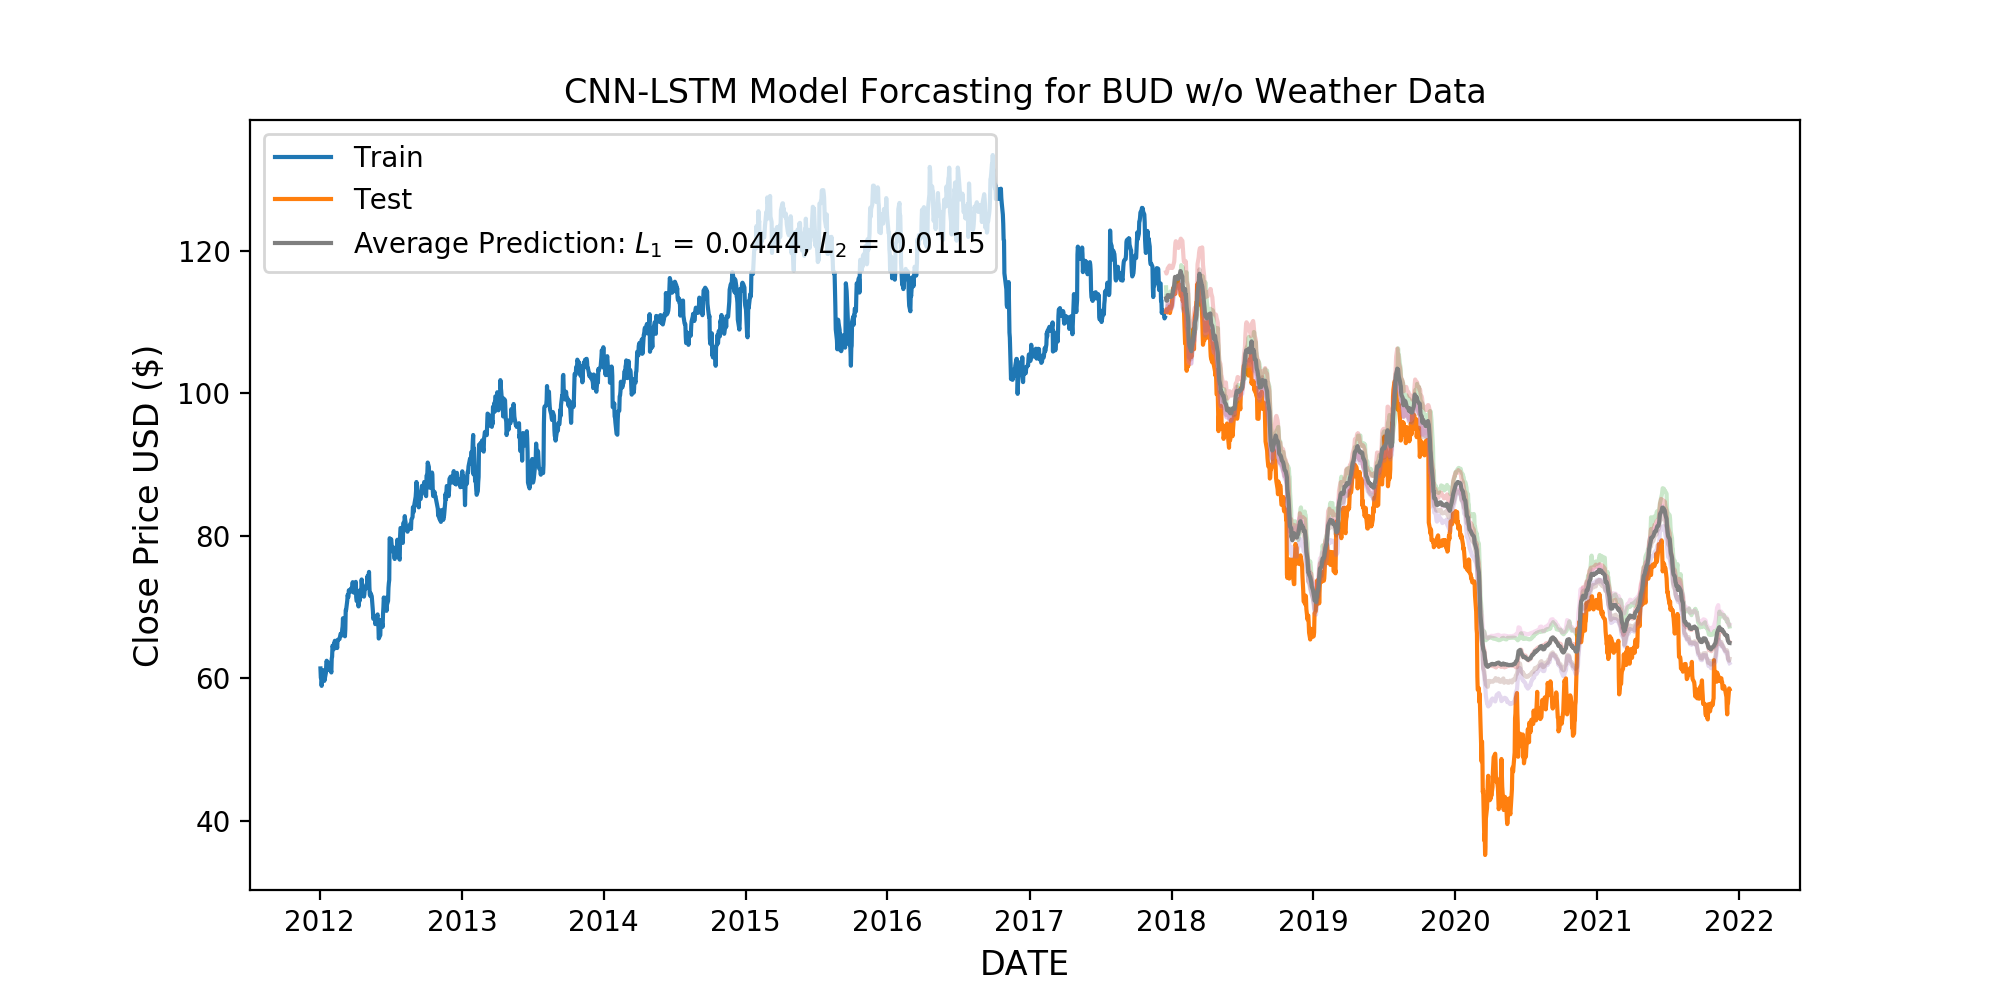 CNN-LSTM Model Forcasting for BUD w/o Weather Data
Train
Test
Average Prediction: L₁ = 0.0444, L₂ = 0.0115
Close Price USD ($)
120
100
80
60
40
2012 2013 2014 2015 2016 2017 2018 2019 2020 2021 2022
DATE